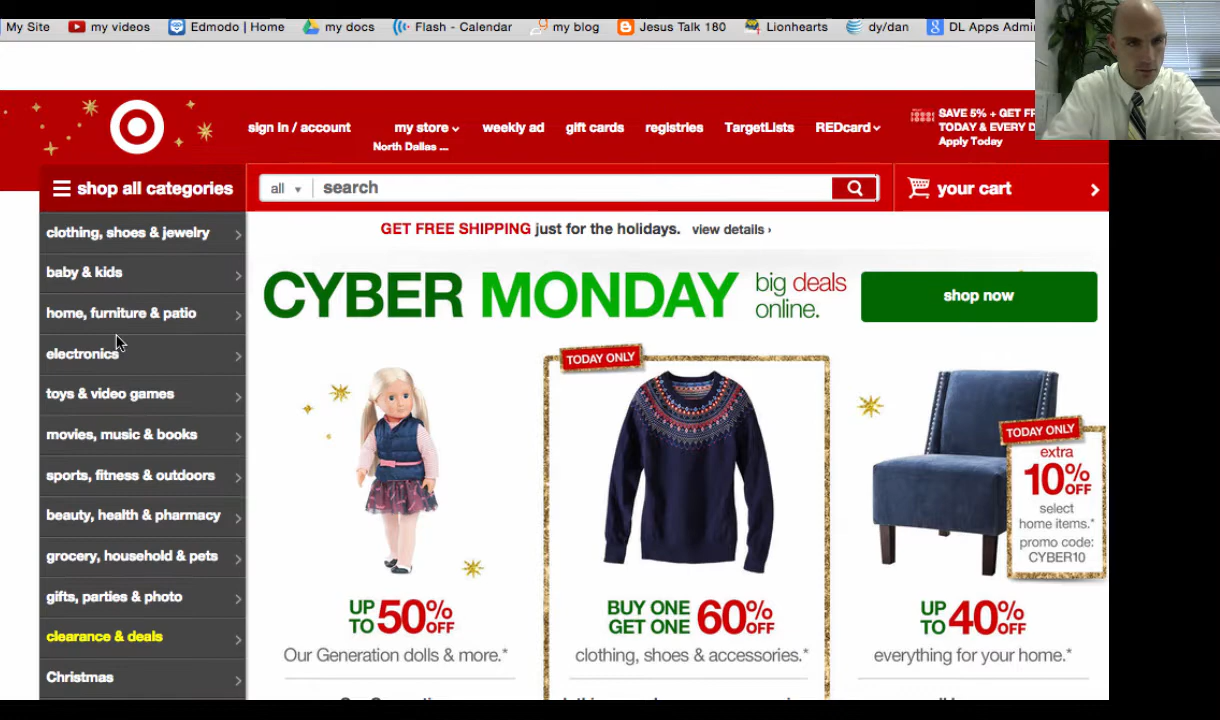 My Site my videos Edmodo | Home my docs Flash - Calendar my blog Jesus Talk 180 Lionhearts dy/dan DL Apps Admi
sign in / account my store weekly ad gift cards registries TargetLists REDcard
North Dallas ...
SAVE 5% + GET FR
TODAY & EVERY D
Apply Today
shop all categories
all search
your cart
clothing, shoes & jewelry
baby & kids
home, furniture & patio
electronics
toys & video games
movies, music & books
sports, fitness & outdoors
beauty, health & pharmacy
grocery, household & pets
gifts, parties & photo
clearance & deals
Christmas
GET FREE SHIPPING just for the holidays. view details ›
CYBER MONDAY
big deals
online.
shop now
UP TO 50% OFF
Our Generation dolls & more.*
TODAY ONLY
BUY ONE GET ONE 60% OFF
clothing, shoes & accessories.*
TODAY ONLY
extra
10% OFF
select
home items.*
promo code:
CYBER10
UP TO 40% OFF
everything for your home.*